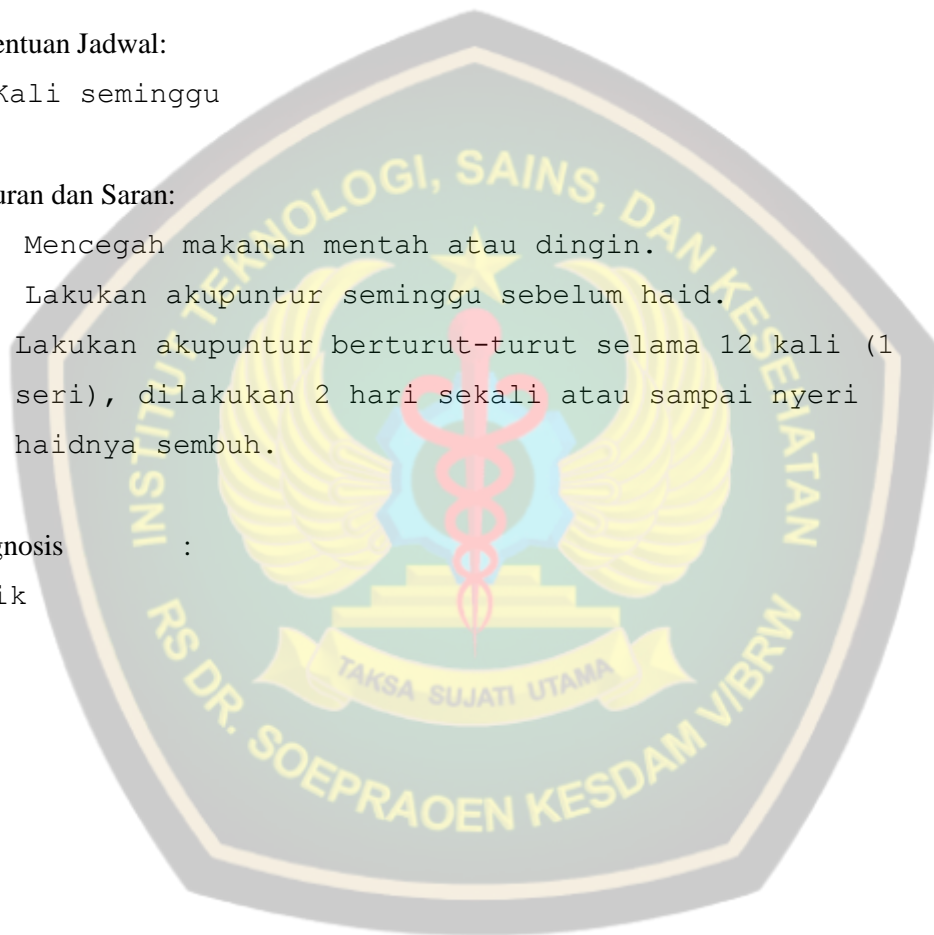 entuan Jadwal:
Kali seminggu
uran dan Saran:
Mencegah makanan mentah atau dingin.
Lakukan akupuntur seminggu sebelum haid.
Lakukan akupuntur berturut-turut selama 12 kali (1
seri), dilakukan 2 hari sekali atau sampai nyeri
haidnya sembuh.
gnosis :
ik
INSTITUT TEKNOLOGI, SAINS, DAN KESEHATAN
TAKSA SUJATI UTAMA
RS DR. SOEPRAOEN KESDAM V/BRW